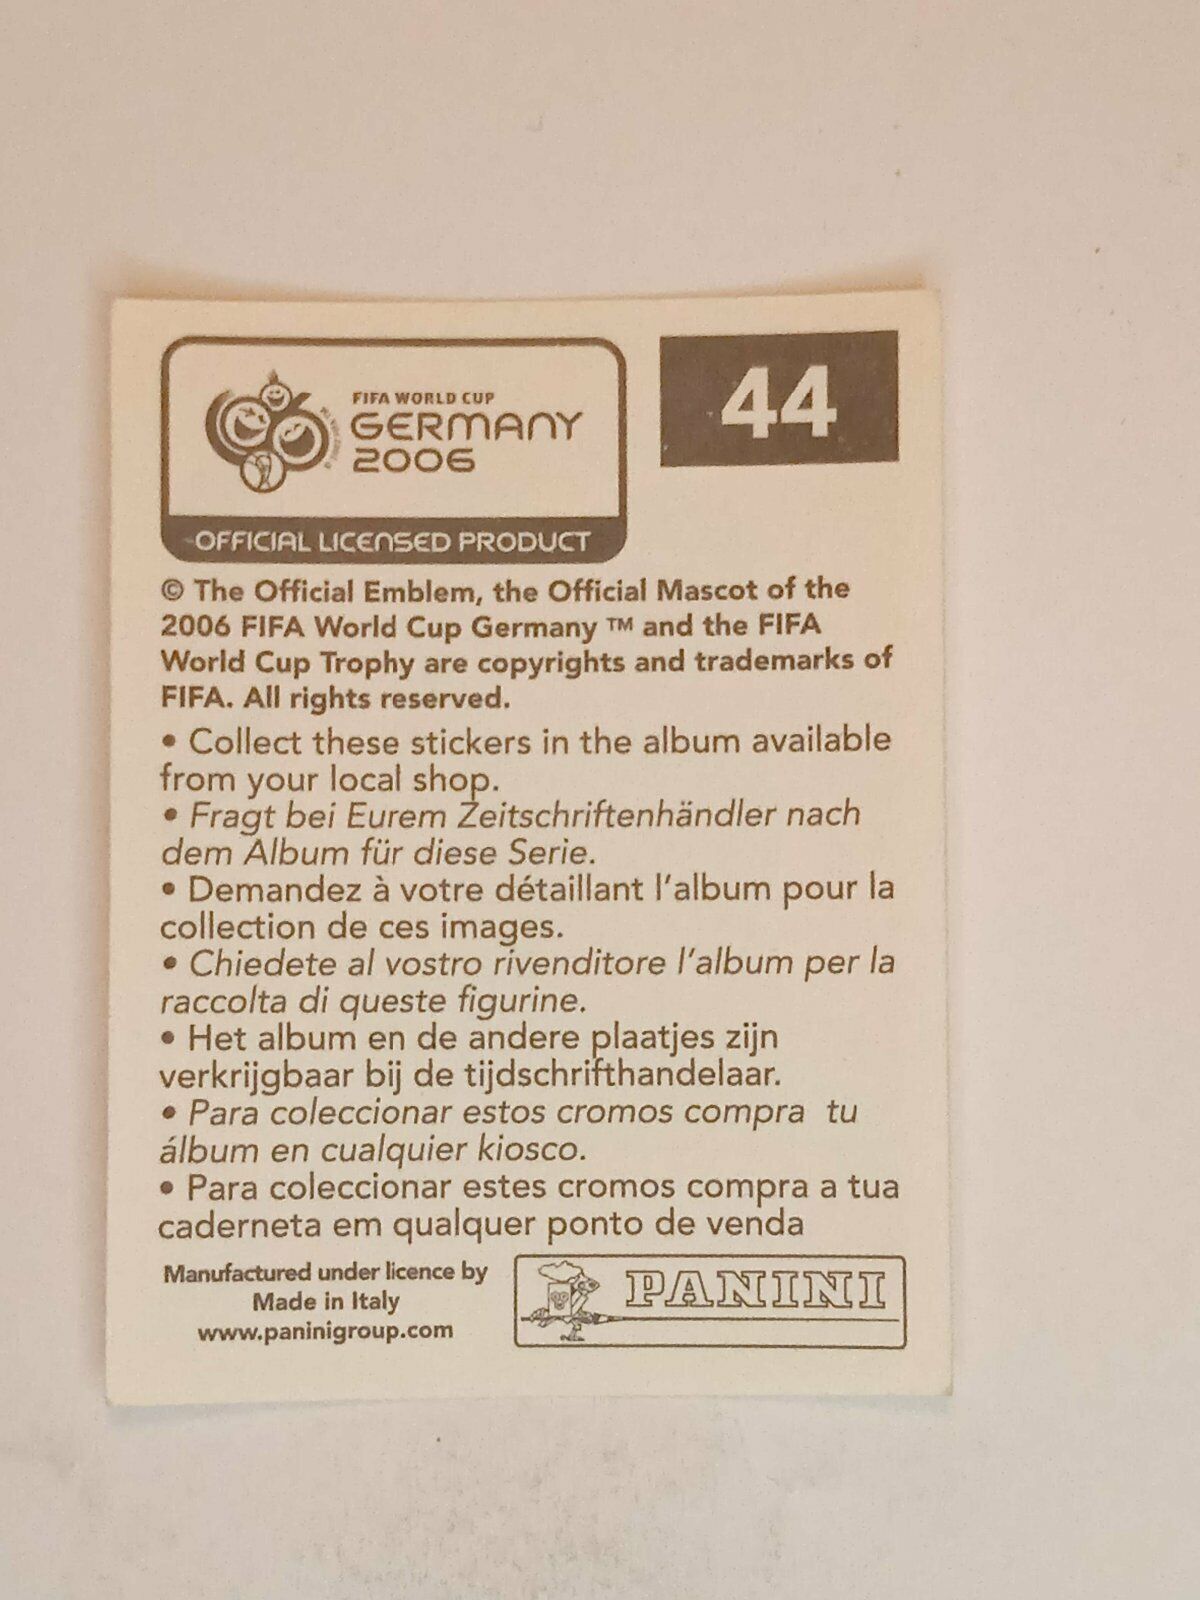 FIFA WORLD CUP
GERMANY
2006
OFFICIAL LICENSED PRODUCT
44
© The Official Emblem, the Official Mascot of the
2006 FIFA World Cup Germany ™ and the FIFA
World Cup Trophy are copyrights and trademarks of
FIFA. All rights reserved.
• Collect these stickers in the album available
from your local shop.
• Fragt bei Eurem Zeitschriftenhändler nach
dem Album für diese Serie.
• Demandez à votre détaillant l'album pour la
collection de ces images.
• Chiedete al vostro rivenditore l'album per la
raccolta di queste figurine.
• Het album en de andere plaatjes zijn
verkrijgbaar bij de tijdschrifthandelaar.
• Para coleccionar estos cromos compra  tu
álbum en cualquier kiosco.
• Para coleccionar estes cromos compra a tua
caderneta em qualquer ponto de venda
Manufactured under licence by
Made in Italy
www.paninigroup.com
PANINI